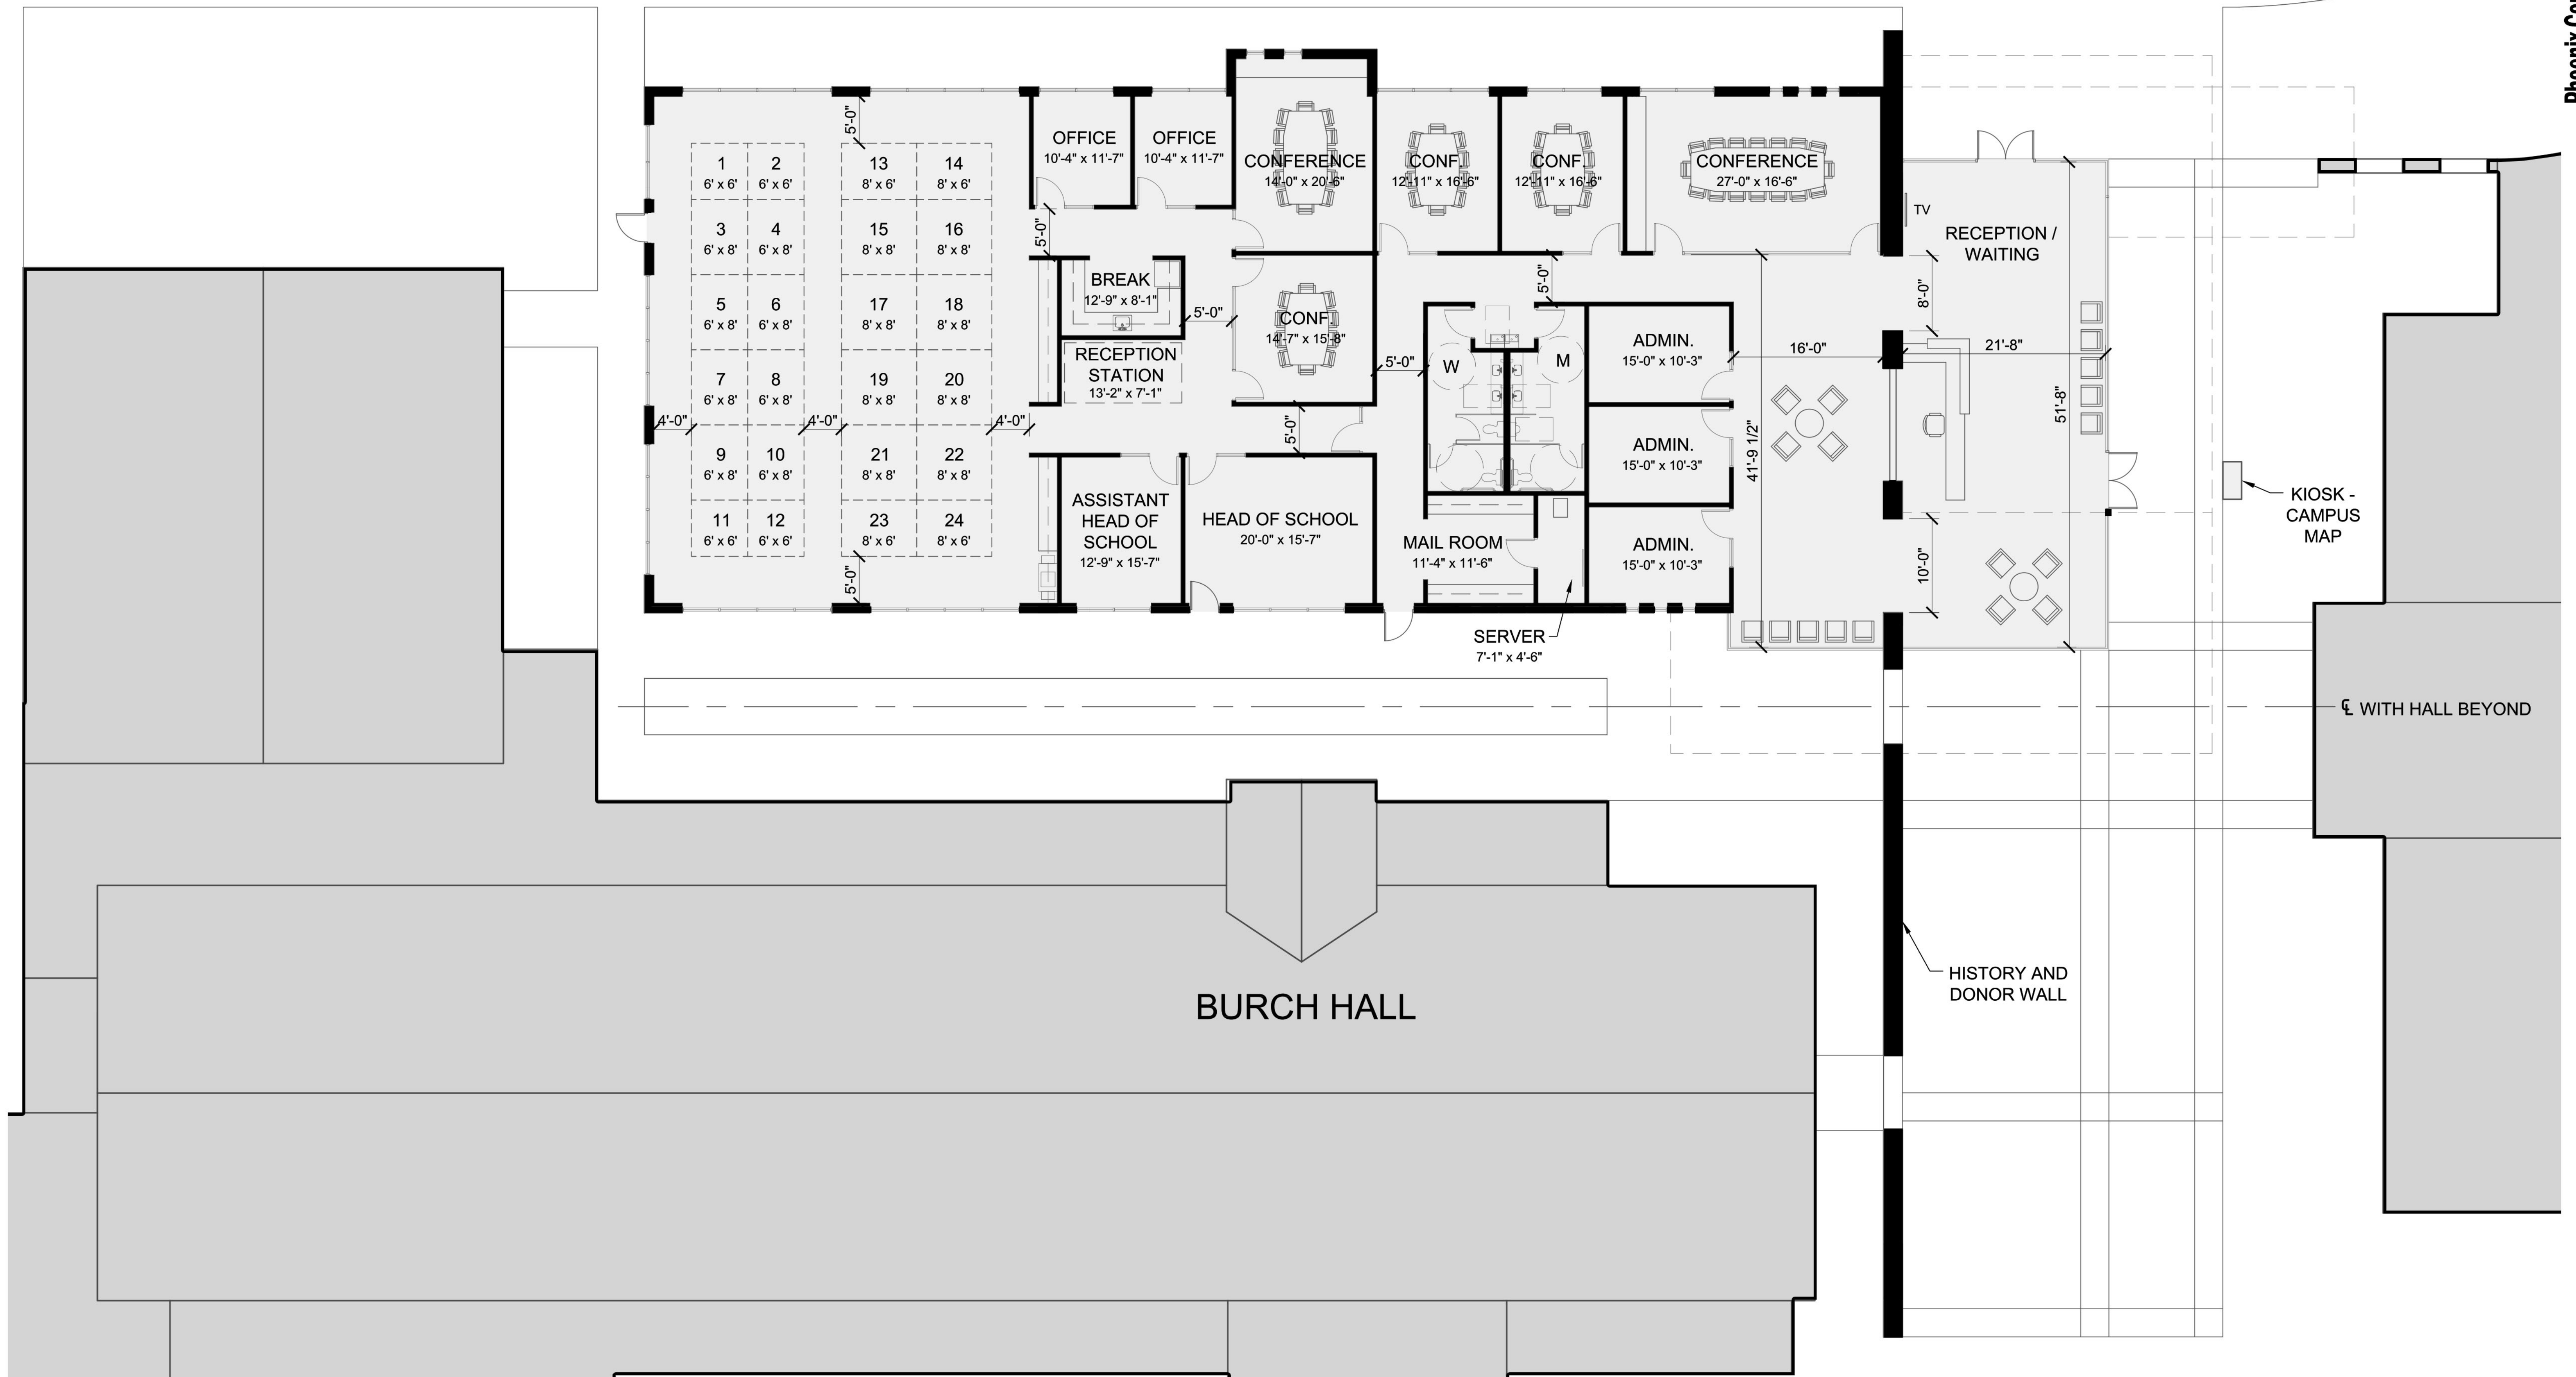 Phoenix Con
OFFICE
10'-4" x 11'-7"
OFFICE
10'-4" x 11'-7"
CONFERENCE
14'-0" x 20'-6"
CONF.
12'-11" x 16'-6"
CONF.
12'-11" x 16'-6"
CONFERENCE
27'-0" x 16'-6"
TV
RECEPTION /
WAITING
5'-0"
1
6' x 6'
2
6' x 6'
13
8' x 6'
14
8' x 6'
3
6' x 8'
4
6' x 8'
15
8' x 8'
16
8' x 8'
5
6' x 8'
6
6' x 8'
17
8' x 8'
18
8' x 8'
7
6' x 8'
8
6' x 8'
19
8' x 8'
20
8' x 8'
4'-0"
4'-0"
4'-0"
9
6' x 8'
10
6' x 8'
21
8' x 8'
22
8' x 8'
11
6' x 6'
12
6' x 6'
23
8' x 6'
24
8' x 6'
5'-0"
5'-0"
BREAK
12'-9" x 8'-1"
5'-0"
RECEPTION
STATION
13'-2" x 7'-1"
CONF.
14'-7" x 15'-8"
5'-0"
5'-0"
5'-0"
W
M
ADMIN.
15'-0" x 10'-3"
ADMIN.
15'-0" x 10'-3"
ADMIN.
15'-0" x 10'-3"
16'-0"
21'-8"
8'-0"
41'-9 1/2"
51'-8"
10'-0"
ASSISTANT
HEAD OF
SCHOOL
12'-9" x 15'-7"
HEAD OF SCHOOL
20'-0" x 15'-7"
MAIL ROOM
11'-4" x 11'-6"
SERVER
7'-1" x 4'-6"
KIOSK -
CAMPUS
MAP
℄ WITH HALL BEYOND
HISTORY AND
DONOR WALL
BURCH HALL